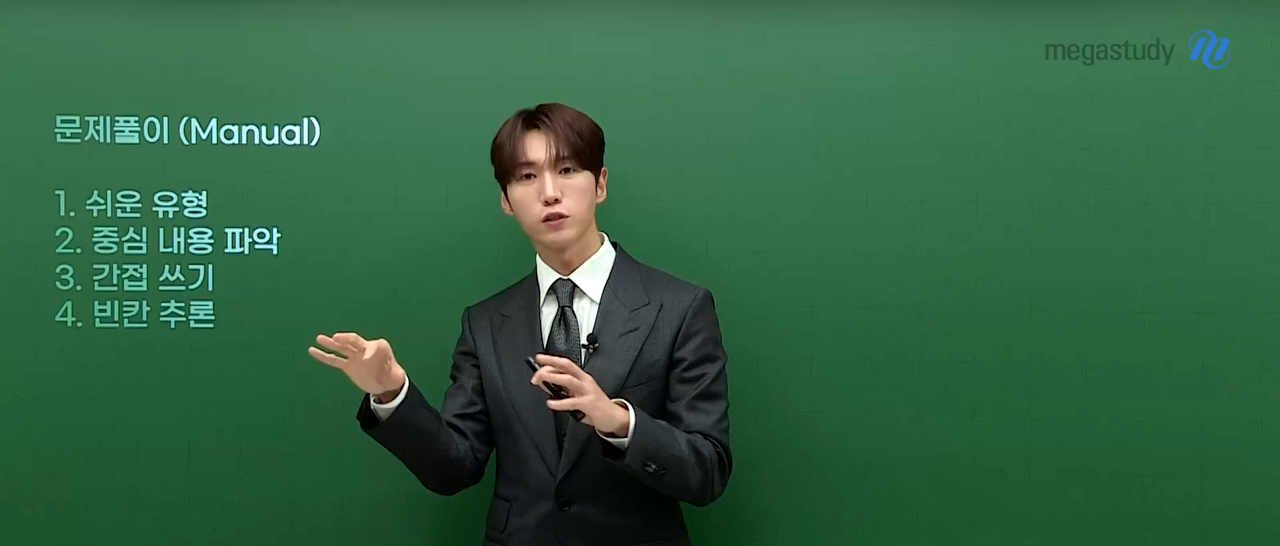 megastudy
문제풀이 (Manual)
1. 쉬운 유형
2. 중심 내용 파악
3. 간접 쓰기
4. 빈칸 추론